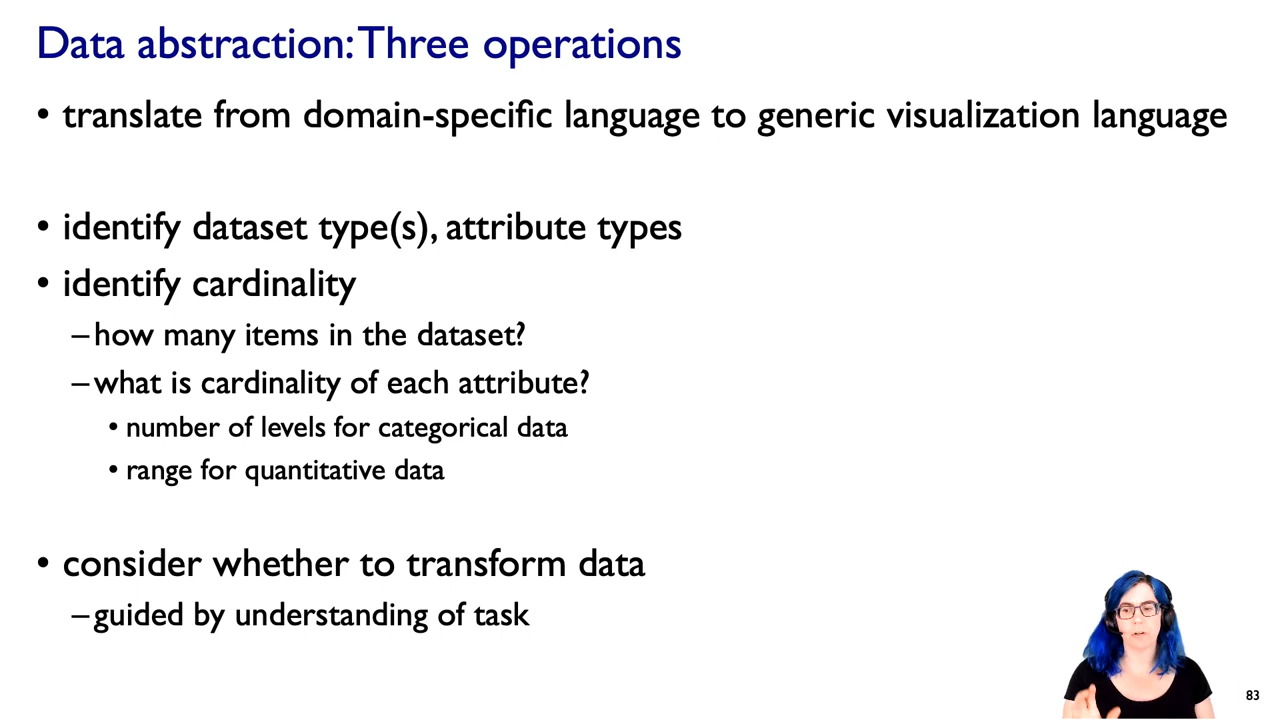 Data abstraction: Three operations
• translate from domain-specific language to generic visualization language
• identify dataset type(s), attribute types
• identify cardinality
– how many items in the dataset?
– what is cardinality of each attribute?
• number of levels for categorical data
• range for quantitative data
• consider whether to transform data
– guided by understanding of task
83